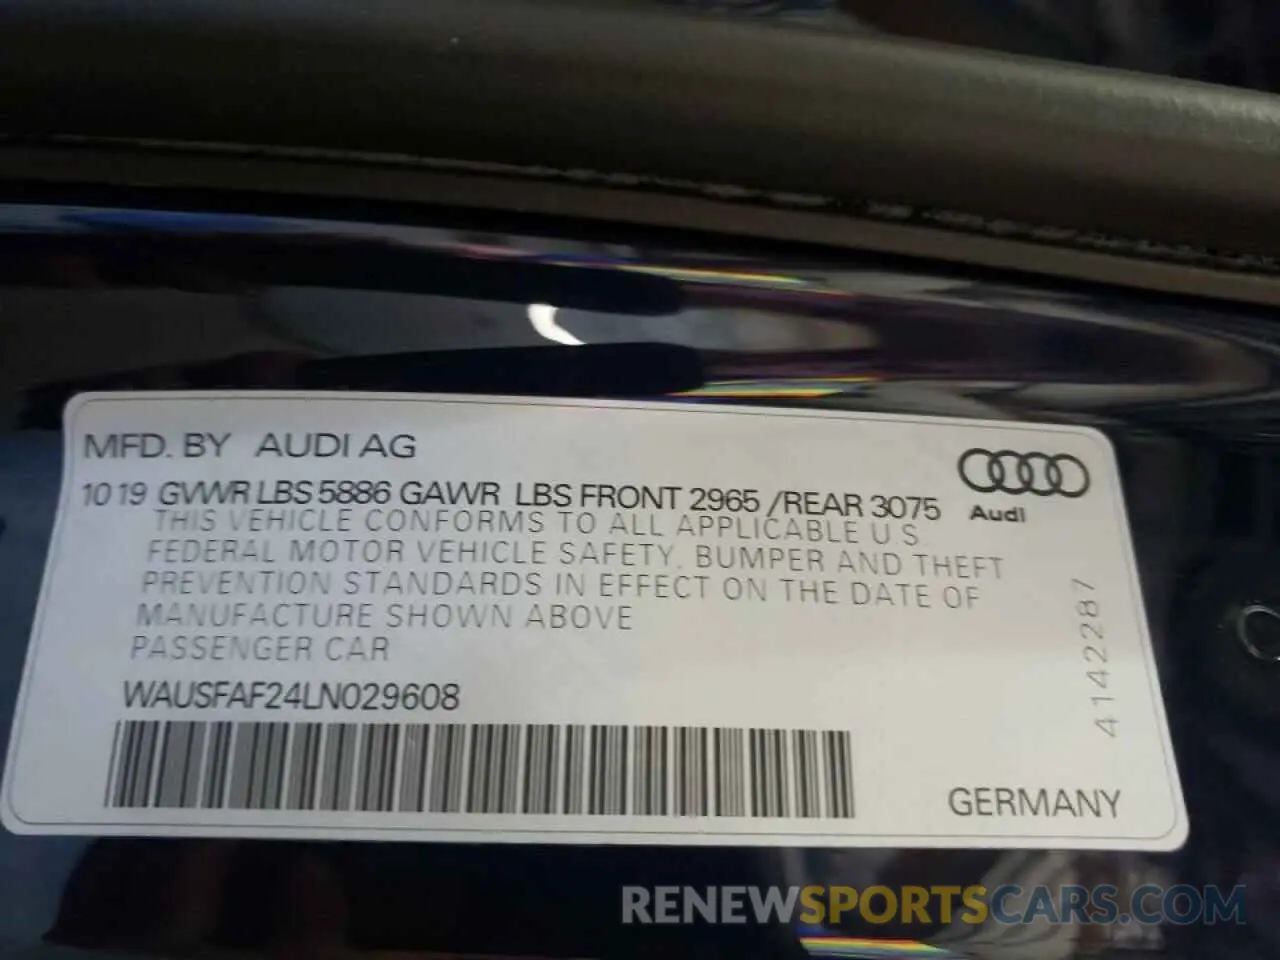 MFD. BY AUDI AG
10 19 GVWR LBS 5886 GAWR LBS FRONT 2965 /REAR 3075
Audi
THIS VEHICLE CONFORMS TO ALL APPLICABLE U.S.
FEDERAL MOTOR VEHICLE SAFETY, BUMPER AND THEFT
PREVENTION STANDARDS IN EFFECT ON THE DATE OF
MANUFACTURE SHOWN ABOVE
PASSENGER CAR
WAUSFAF24LN029608
4142287
GERMANY
RENEWSPORTSCARS.COM